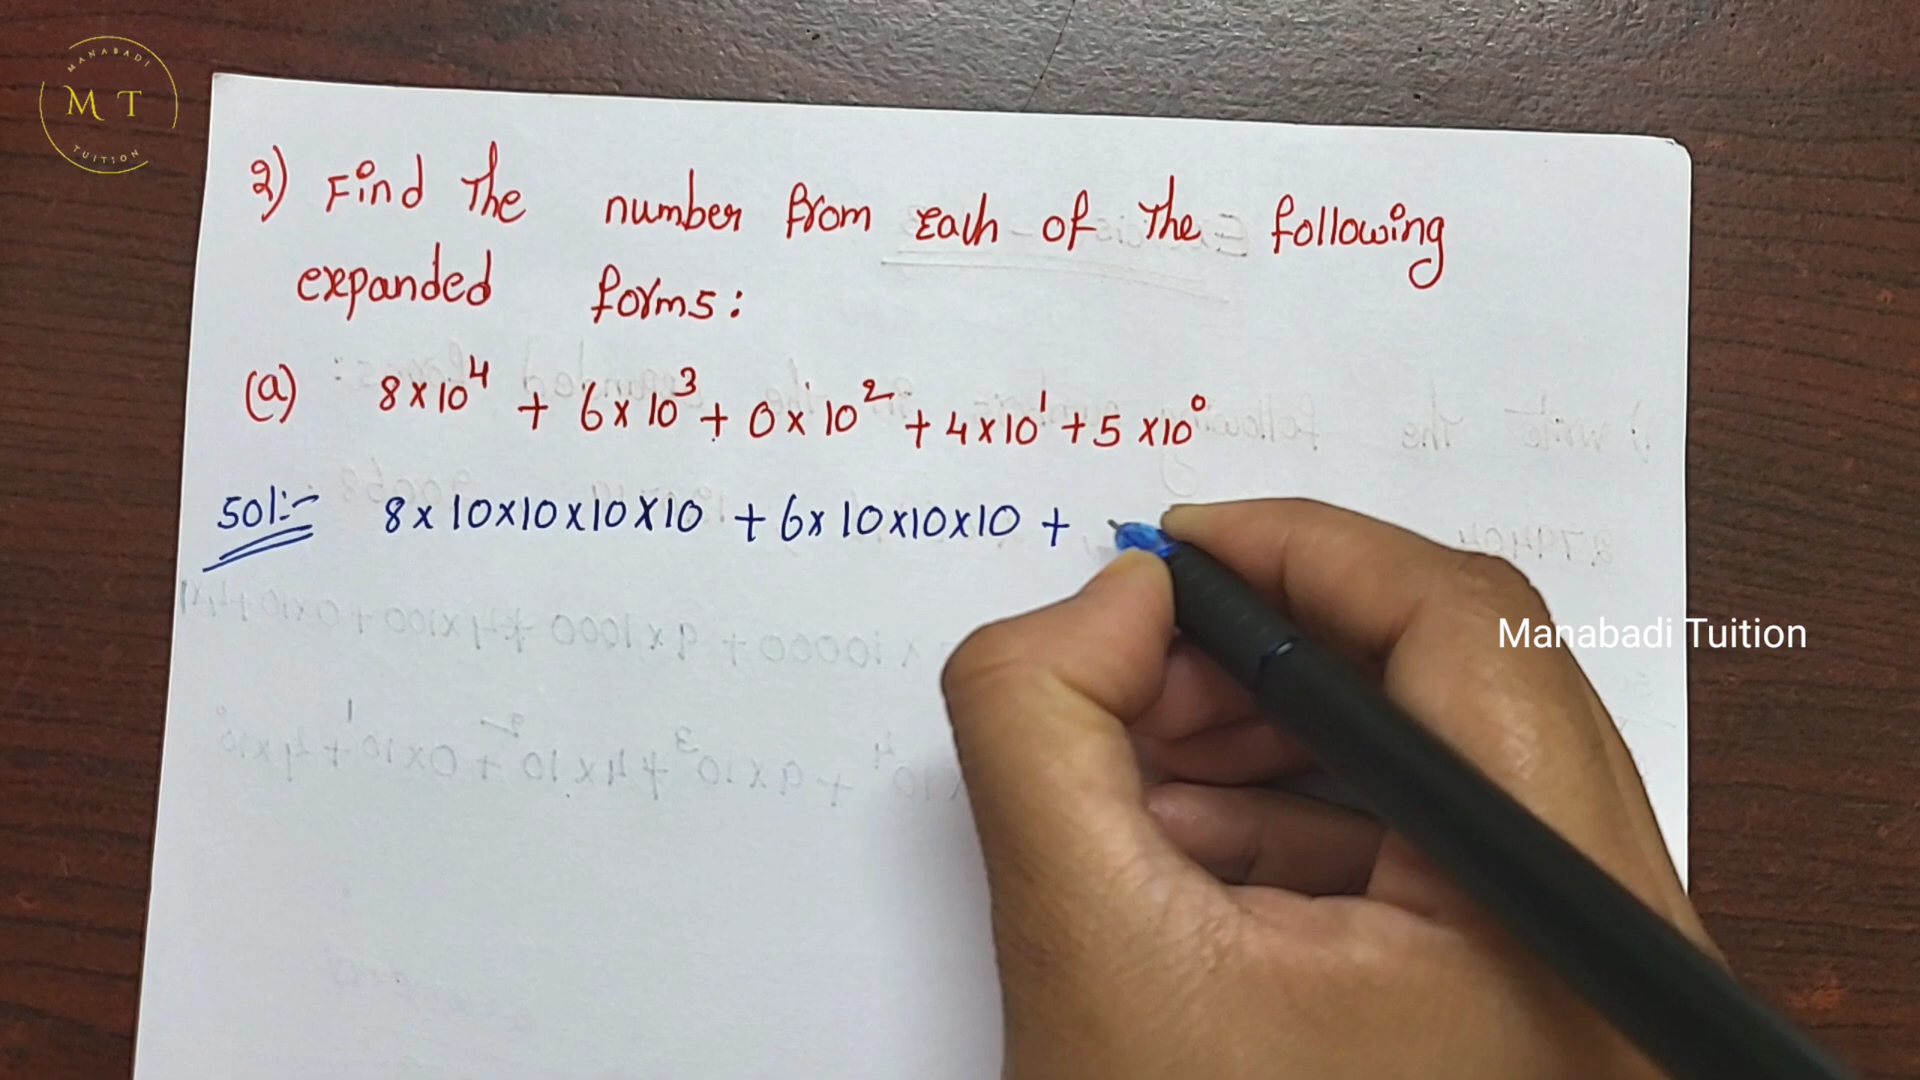 MANABADI
M T
TUITION
2) Find The number from Each of The following
expanded forms:
(a) 8×10⁴ + 6×10³ + 0×10² + 4×10¹ + 5×10⁰
Sol:- 8×10×10×10×10 + 6×10×10×10 +
Manabadi Tuition